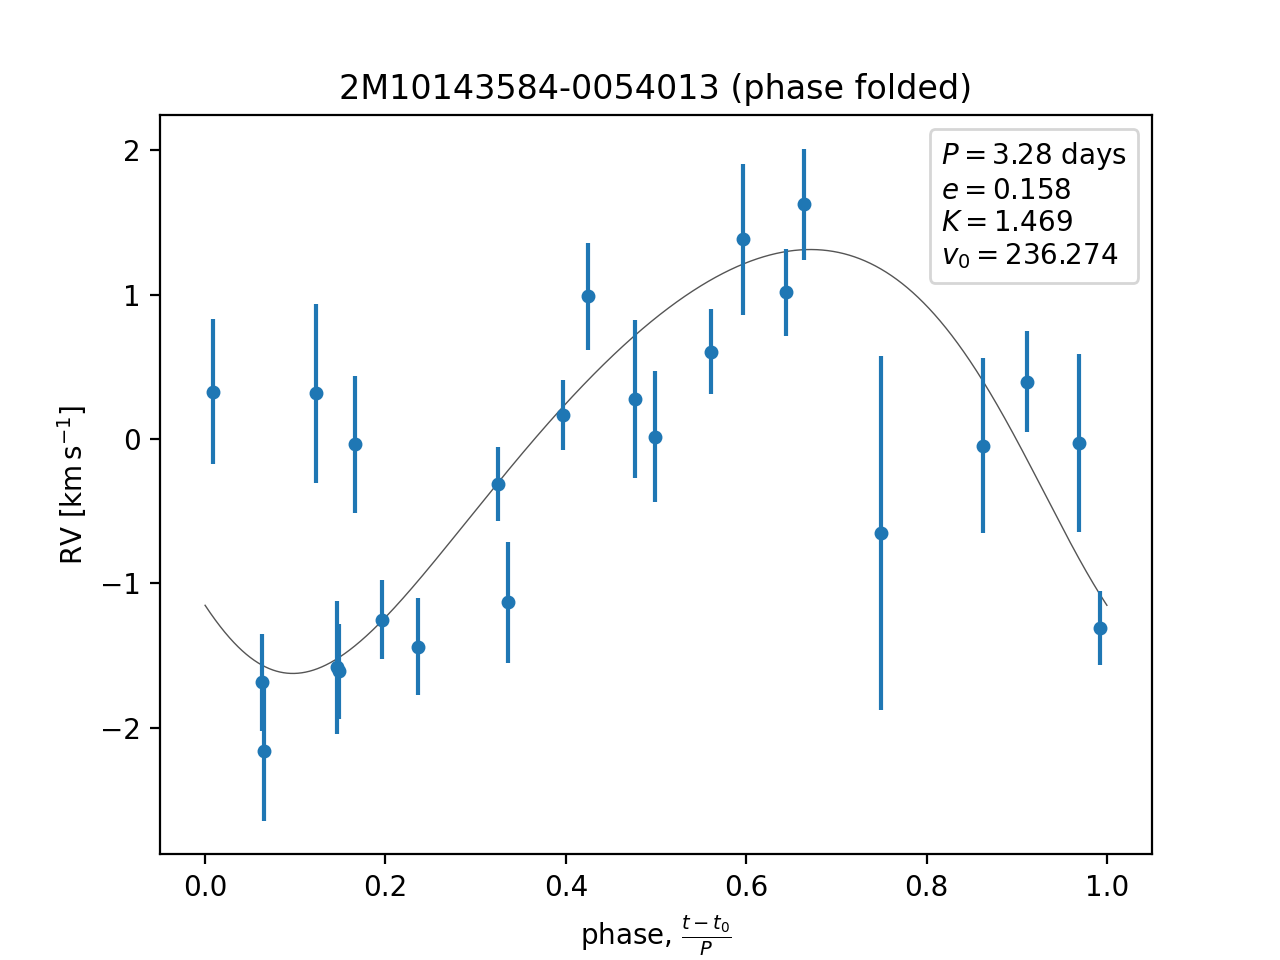 2M10143584-0054013 (phase folded)
P = 3.28 days
e = 0.158
K = 1.469
v₀ = 236.274
2
1
0
−1
−2
RV [km s⁻¹]
0.0 0.2 0.4 0.6 0.8 1.0
phase, (t − t₀)/P